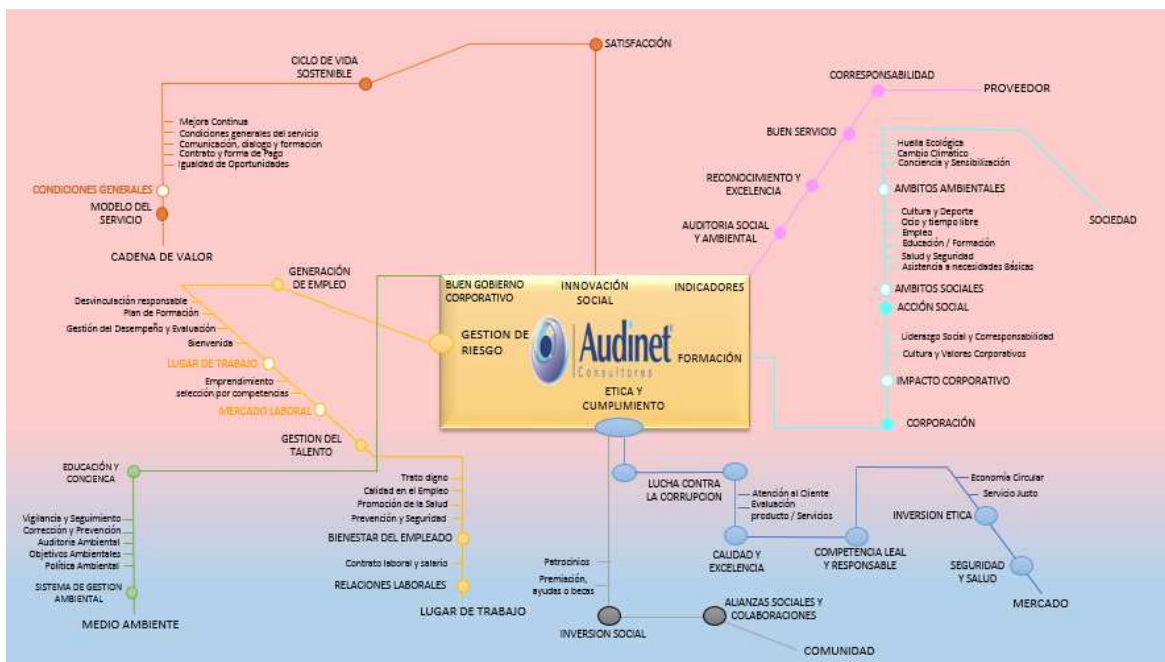 SATISFACCIÓN
CICLO DE VIDA
SOSTENIBLE
Mejora Continua
Condiciones generales del servicio
Comunicación, dialogo y formación
Contrato y forma de Pago
Igualdad de Oportunidades
CONDICIONES GENERALES
MODELO DEL
SERVICIO
CADENA DE VALOR
CORRESPONSABILIDAD
PROVEEDOR
BUEN SERVICIO
RECONOCIMIENTO Y
EXCELENCIA
AUDITORIA SOCIAL
Y AMBIENTAL
Huella Ecológica
Cambio Climático
Conciencia y Sensibilización
AMBITOS AMBIENTALES
SOCIEDAD
Cultura y Deporte
Ocio y tiempo libre
Empleo
Educación / Formación
Salud y Seguridad
Asistencia a necesidades Básicas
AMBITOS SOCIALES
ACCIÓN SOCIAL
Liderazgo Social y Corresponsabilidad
Cultura y Valores Corporativos
IMPACTO CORPORATIVO
CORPORACIÓN
GENERACIÓN
DE EMPLEO
Desvinculación responsable
Plan de Formación
Gestión del Desempeño y Evaluación
Bienvenida
LUGAR DE TRABAJO
Emprendimiento
selección por competencias
MERCADO LABORAL
GESTION DEL
TALENTO
BUEN GOBIERNO
CORPORATIVO
INNOVACIÓN
SOCIAL
INDICADORES
GESTION DE
RIESGO
Audinet
Consultores
FORMACIÓN
ETICA Y
CUMPLIMIENTO
EDUCACIÓN Y
CONCIENCA
Vigilancia y Seguimiento
Corrección y Prevención
Auditoria Ambiental
Objetivos Ambientales
Política Ambiental
SISTEMA DE GESTION
AMBIENTAL
MEDIO AMBIENTE
Trato digno
Calidad en el Empleo
Promoción de la Salud
Prevención y Seguridad
BIENESTAR DEL EMPLEADO
Contrato laboral y salario
RELACIONES LABORALES
LUGAR DE TRABAJO
LUCHA CONTRA
LA CORRUPCION
Atención al Cliente
Evaluación
producto / Servicios
CALIDAD Y
EXCELENCIA
COMPETENCIA LEAL
Y RESPONSABLE
Economía Circular
Servicio Justo
INVERSION ETICA
SEGURIDAD
Y SALUD
MERCADO
Patrocinios
Premiación,
ayudas o becas
INVERSION SOCIAL
ALIANZAS SOCIALES Y
COLABORACIONES
COMUNIDAD